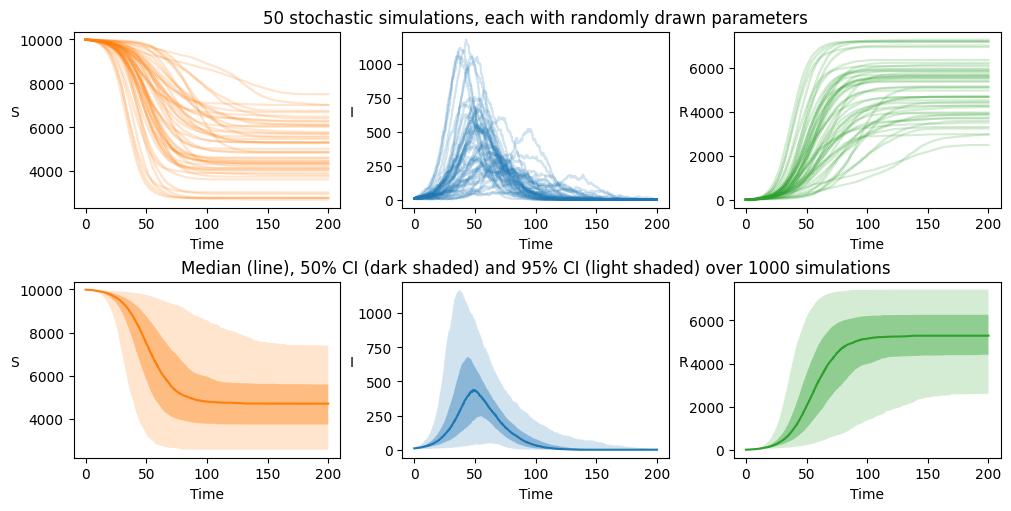 50 stochastic simulations, each with randomly drawn parameters
10000
8000
6000
4000
S
0 50 100 150 200
Time
1000
750
500
250
0
I
0 50 100 150 200
Time
6000
4000
2000
0
R
0 50 100 150 200
Time
Median (line), 50% CI (dark shaded) and 95% CI (light shaded) over 1000 simulations
10000
8000
6000
4000
S
0 50 100 150 200
Time
1000
750
500
250
0
I
0 50 100 150 200
Time
6000
4000
2000
0
R
0 50 100 150 200
Time